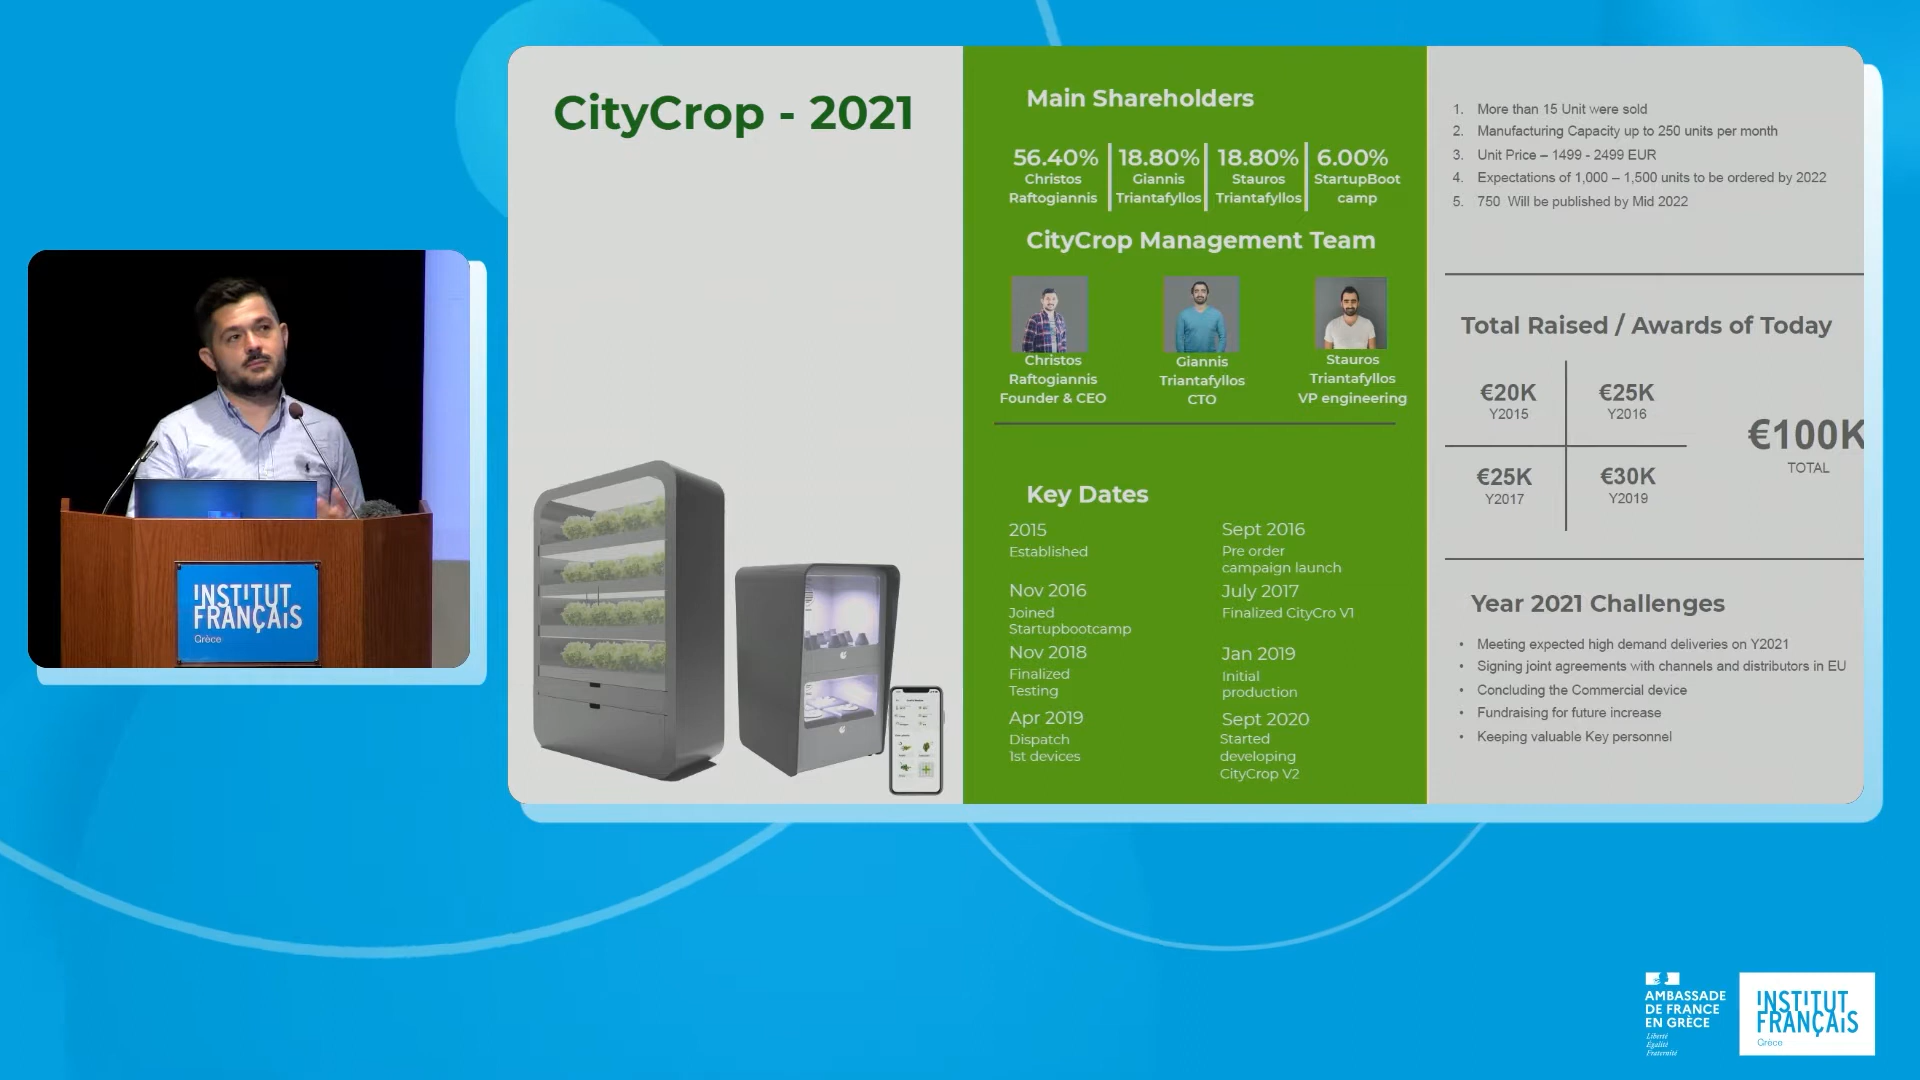 CityCrop - 2021
Main Shareholders
56.40%
Christos
Raftogiannis
18.80%
Giannis
Triantafyllos
18.80%
Stauros
Triantafyllos
6.00%
StartupBoot
camp
CityCrop Management Team
Christos
Raftogiannis
Founder & CEO
Giannis
Triantafyllos
CTO
Stauros
Triantafyllos
VP engineering
Key Dates
2015
Established
Sept 2016
Pre order
campaign launch
Nov 2016
Joined
Startupbootcamp
July 2017
Finalized CityCro V1
Nov 2018
Finalized
Testing
Jan 2019
Initial
production
Apr 2019
Dispatch
1st devices
Sept 2020
Started
developing
CityCrop V2
1. More than 15 Unit were sold
2. Manufacturing Capacity up to 250 units per month
3. Unit Price – 1499 - 2499 EUR
4. Expectations of 1,000 – 1,500 units to be ordered by 2022
5. 750 Will be published by Mid 2022
Total Raised / Awards of Today
€20K
Y2015
€25K
Y2016
€25K
Y2017
€30K
Y2019
€100K
TOTAL
Year 2021 Challenges
• Meeting expected high demand deliveries on Y2021
• Signing joint agreements with channels and distributors in EU
• Concluding the Commercial device
• Fundraising for future increase
• Keeping valuable Key personnel
INSTITUT
FRANÇAIS
Grèce
AMBASSADE
DE FRANCE
EN GRÈCE
Liberté
Égalité
Fraternité
INSTITUT
FRANÇAIS
Grèce